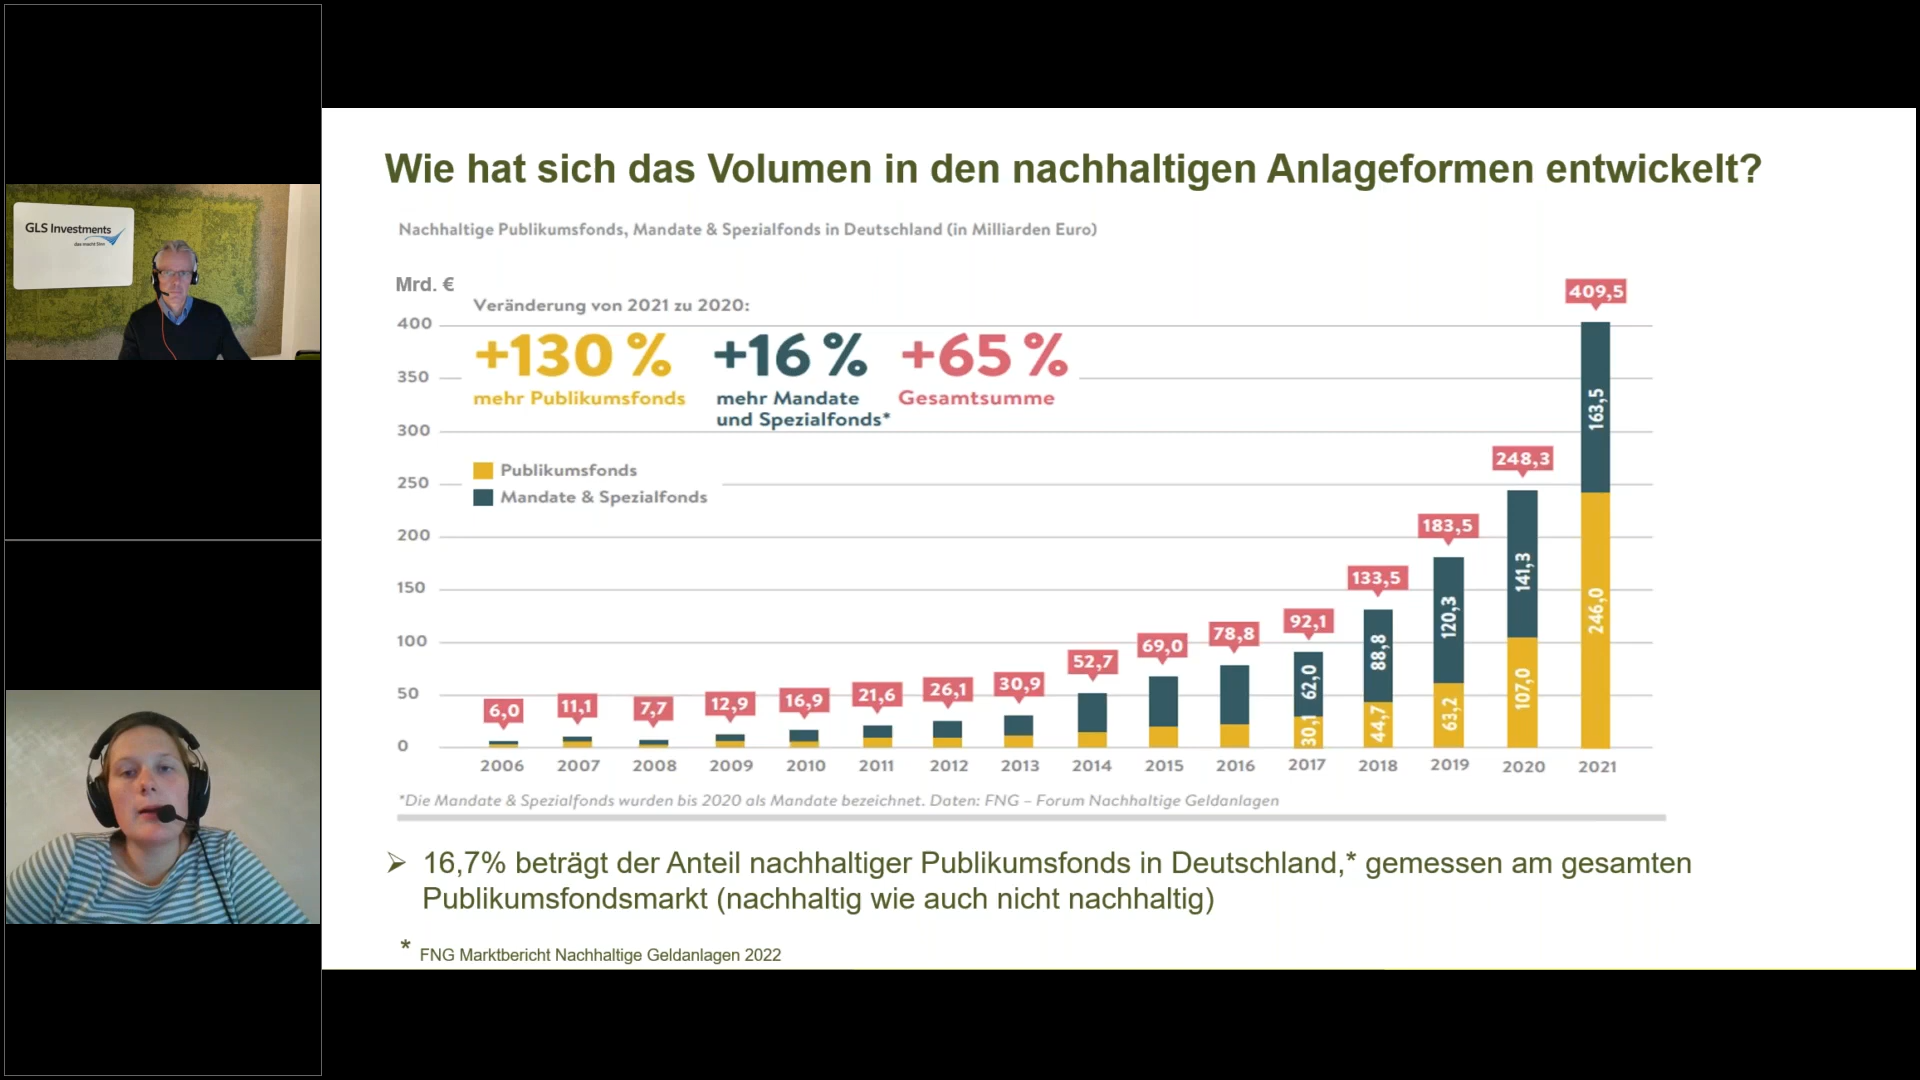 GLS Investments
das macht Sinn
Wie hat sich das Volumen in den nachhaltigen Anlageformen entwickelt?
Nachhaltige Publikumsfonds, Mandate & Spezialfonds in Deutschland (in Milliarden Euro)
Mrd. €
Veränderung von 2021 zu 2020:
+130 % +16 % +65 %
mehr Publikumsfonds mehr Mandate Gesamtsumme
und Spezialfonds*
Publikumsfonds
Mandate & Spezialfonds
400
350
300
250
200
150
100
50
0
6,0 11,1 7,7 12,9 16,9 21,6 26,1 30,9 52,7 69,0 78,8 92,1 133,5 183,5 248,3 409,5
62,0 88,8 120,3 141,3 163,5
30,1 44,7 63,2 107,0 246,0
2006 2007 2008 2009 2010 2011 2012 2013 2014 2015 2016 2017 2018 2019 2020 2021
*Die Mandate & Spezialfonds wurden bis 2020 als Mandate bezeichnet. Daten: FNG – Forum Nachhaltige Geldanlagen
➢ 16,7% beträgt der Anteil nachhaltiger Publikumsfonds in Deutschland,* gemessen am gesamten
Publikumsfondsmarkt (nachhaltig wie auch nicht nachhaltig)
* FNG Marktbericht Nachhaltige Geldanlagen 2022